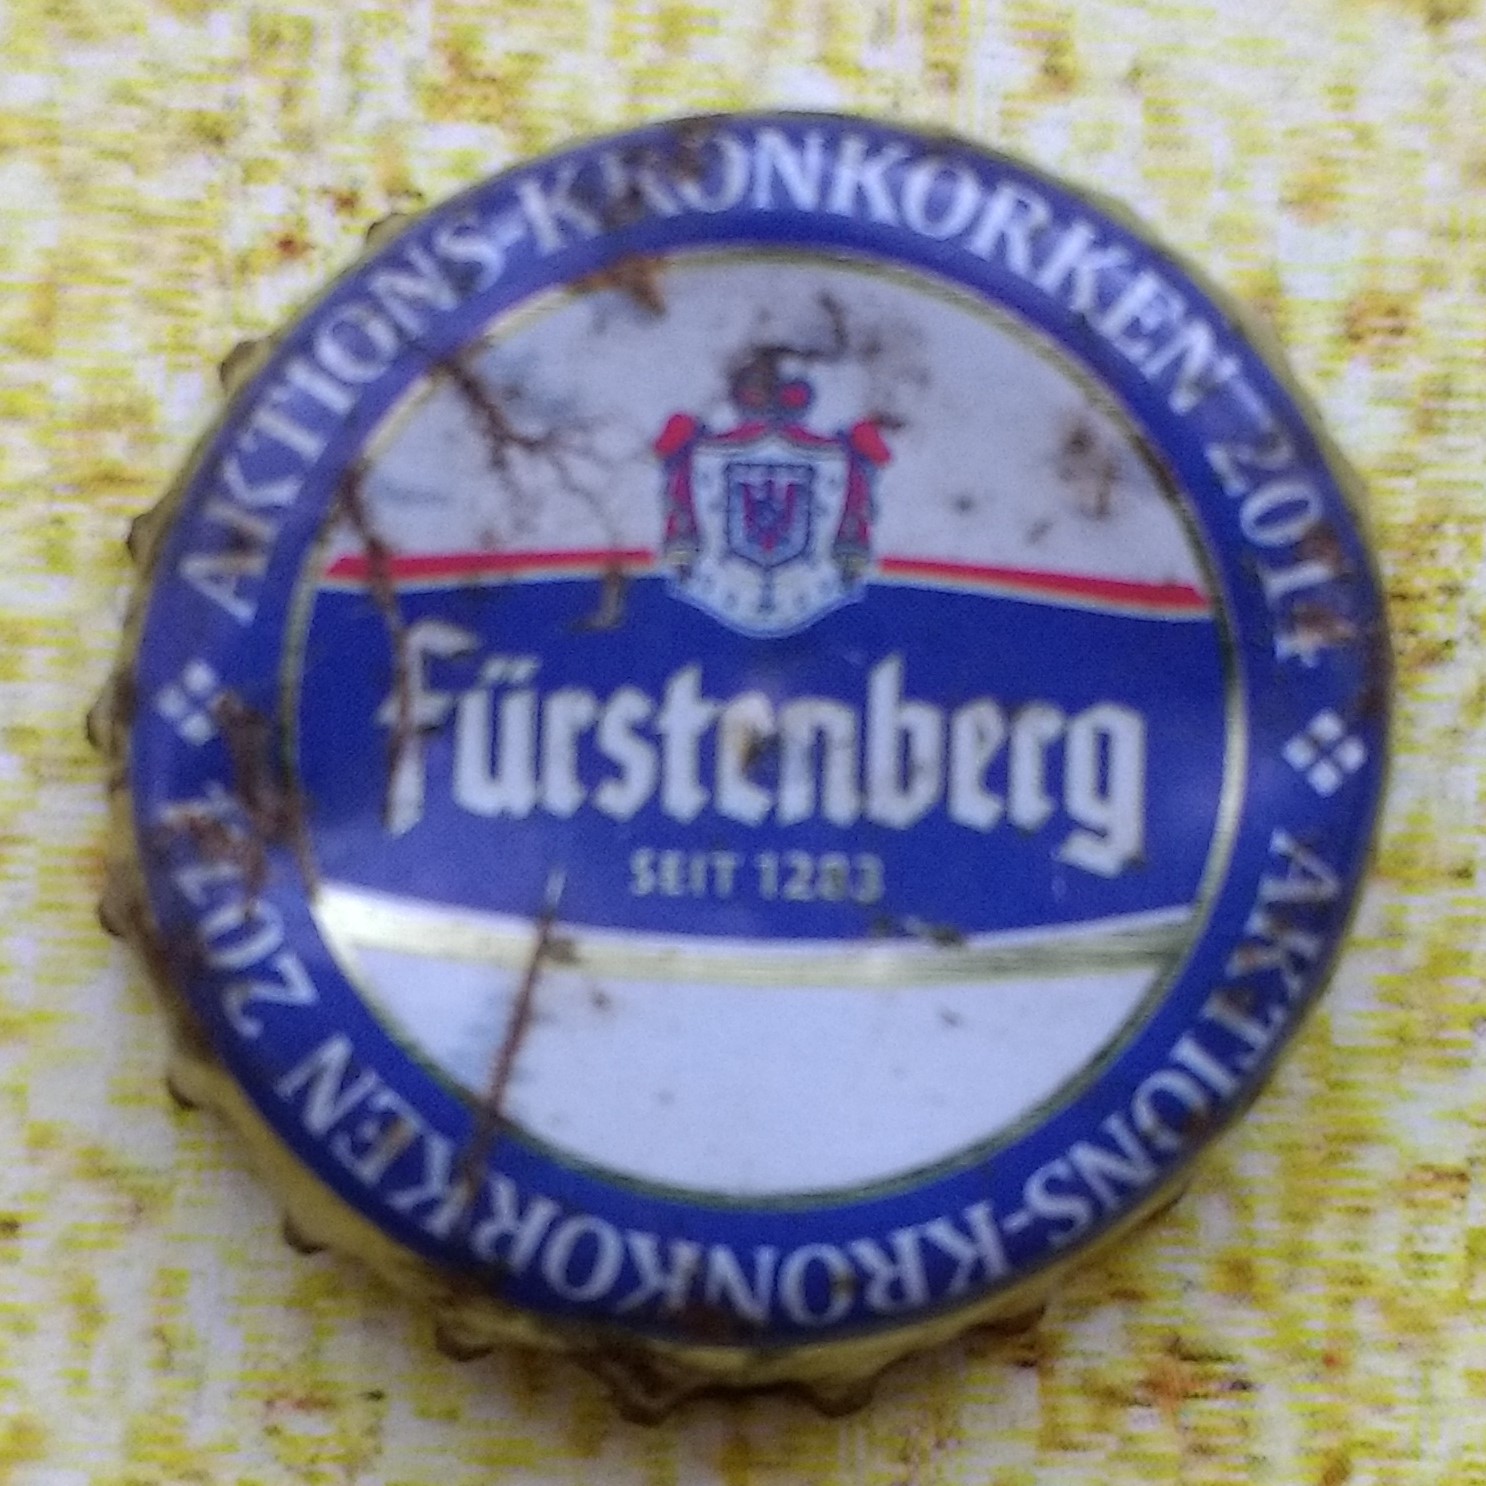 AKTIONS-KRONKORKEN 2014
Fürstenberg
SEIT 1283
AKTIONS-KRONKORKEN 2014